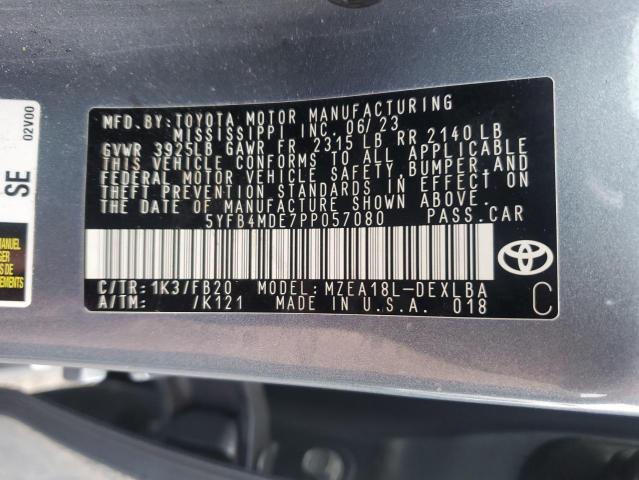 02V00
SE
MANUEL
MFD.BY:TOYOTA MOTOR MANUFACTURING
MISSISSIPPI INC. 06/23
GVWR 3925LB GAWR FR 2315 LB RR 2140 LB
THIS VEHICLE CONFORMS TO ALL APPLICABLE
FEDERAL MOTOR VEHICLE SAFETY,BUMPER,AND
THEFT PREVENTION STANDARDS IN EFFECT ON
THE DATE OF MANUFACTURE SHOWN ABOVE.
5YFB4MDE7PP057080 PASS.CAR
C/TR:1K3/FB20 MODEL:MZEA18L-DEXLBA
A/TM: /K121 MADE IN U.S.A. 018
C